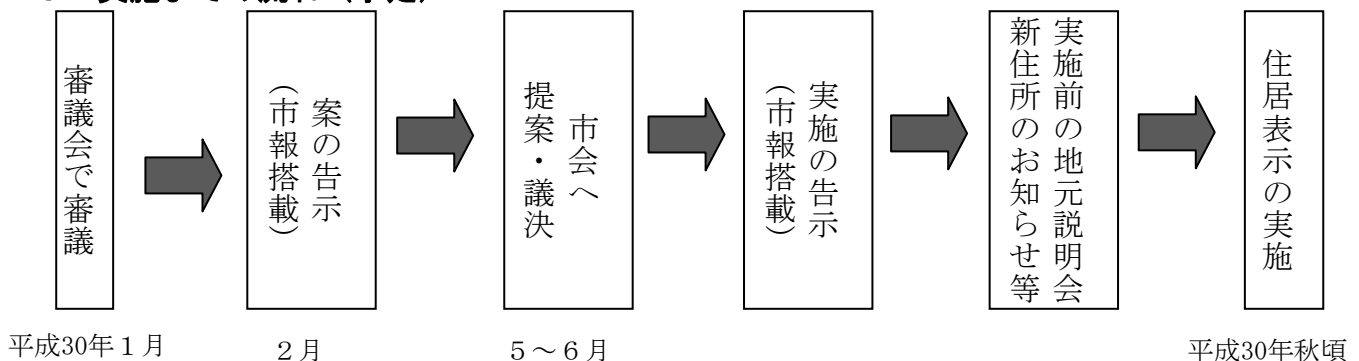 審議会で審議
案の告示
（市報搭載）
市会へ
提案・議決
実施の告示
（市報搭載）
実施前の地元説明会
新住所のお知らせ等
住居表示の実施
平成30年１月
２月
５～６月
平成30年秋頃